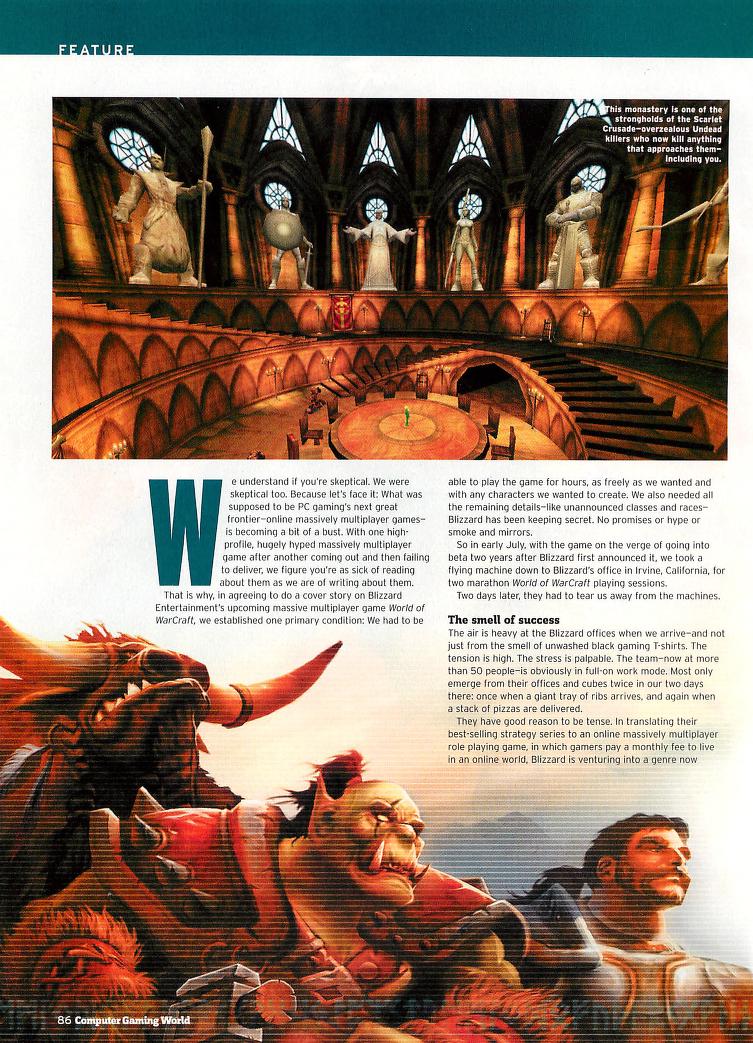 FEATURE
This monastery is one of the
strongholds of the Scarlet
Crusade—overzealous Undead
killers who now kill anything
that approaches them—
including you.
We understand if you're skeptical. We were
skeptical too. Because let's face it: What was
supposed to be PC gaming's next great
frontier—online massively multiplayer games—
is becoming a bit of a bust. With one high-
profile, hugely hyped massively multiplayer
game after another coming out and then failing
to deliver, we figure you're as sick of reading
about them as we are of writing about them.
That is why, in agreeing to do a cover story on Blizzard
Entertainment's upcoming massive multiplayer game World of
WarCraft, we established one primary condition: We had to be
able to play the game for hours, as freely as we wanted and
with any characters we wanted to create. We also needed all
the remaining details—like unannounced classes and races—
Blizzard has been keeping secret. No promises or hype or
smoke and mirrors.
So in early July, with the game on the verge of going into
beta two years after Blizzard first announced it, we took a
flying machine down to Blizzard's office in Irvine, California, for
two marathon World of WarCraft playing sessions.
Two days later, they had to tear us away from the machines.
The smell of success
The air is heavy at the Blizzard offices when we arrive—and not
just from the smell of unwashed black gaming T-shirts. The
tension is high. The stress is palpable. The team—now at more
than 50 people—is obviously in full-on work mode. Most only
emerge from their offices and cubes twice in our two days
there: once when a giant tray of ribs arrives, and again when
a stack of pizzas are delivered.
They have good reason to be tense. In translating their
best-selling strategy series to an online massively multiplayer
role playing game, in which gamers pay a monthly fee to live
in an online world, Blizzard is venturing into a genre now
86 Computer Gaming World